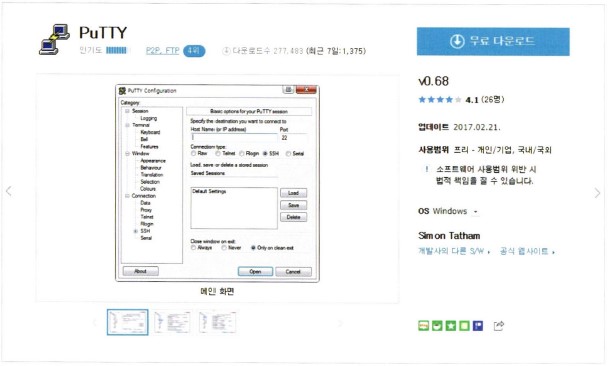 PuTTY
인기도
P2P, FTP 4위
다운로드수 277,483 (최근 7일:1,375)
무료 다운로드
PuTTY Configuration
Category:
Session
Logging
Terminal
Keyboard
Bell
Features
Window
Appearance
Behaviour
Translation
Selection
Colours
Connection
Data
Proxy
Telnet
Rlogin
SSH
Serial
Basic options for your PuTTY session
Specify the destination you want to connect to
Host Name (or IP address) Port
22
Connection type:
Raw Telnet Rlogin SSH Serial
Load, save or delete a stored session
Saved Sessions
Default Settings
Load
Save
Delete
Close window on exit:
Always Never Only on clean exit
About
Open Cancel
메인 화면
v0.68
4.1 (26명)
업데이트 2017.02.21.
사용범위 프리 - 개인/기업, 국내/국외
! 소프트웨어 사용범위 위반 시
법적 책임를 질 수 있습니다.
OS Windows
Simon Tatham
개발사의 다른 S/W
공식 웹사이트